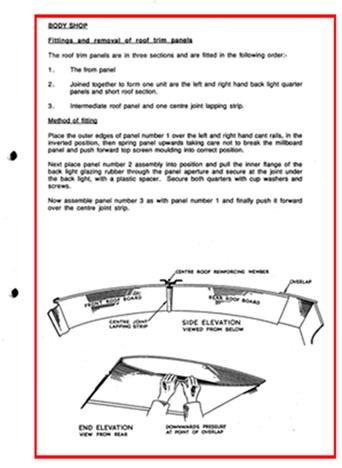 BODY SHOP
Fittings and removal of roof trim panels
The roof trim panels are in three sections and are fitted in the following order:-
1. The from panel
2. Joined together to form one unit are the left and right hand back light quarter
panels and short roof section.
3. Intermediate roof panel and one centre joint lapping strip.
Method of fitting
Place the outer edges of panel number 1 over the left and right hand cant rails, in the
inverted position, then spring panel upwards taking care not to break the millboard
panel and push forward top screen moulding into correct position.
Next place panel number 2 assembly into position and pull the inner flange of the
back light glazing rubber through the panel aperture and secure at the joint under
the back light, with a plastic spacer. Secure both quarters with cup washers and
screws.
Now assemble panel number 3 as with panel number 1 and finally push it forward
over the centre joint strip.
CENTRE ROOF REINFORCING MEMBER
OVERLAP
FRONT ROOF BOARD
REAR ROOF BOARD
CENTRE JOINT
LAPPING STRIP
SIDE ELEVATION
VIEWED FROM BELOW
END ELEVATION
VIEW FROM REAR
DOWNWARDS PRESSURE
AT POINT OF OVERLAP